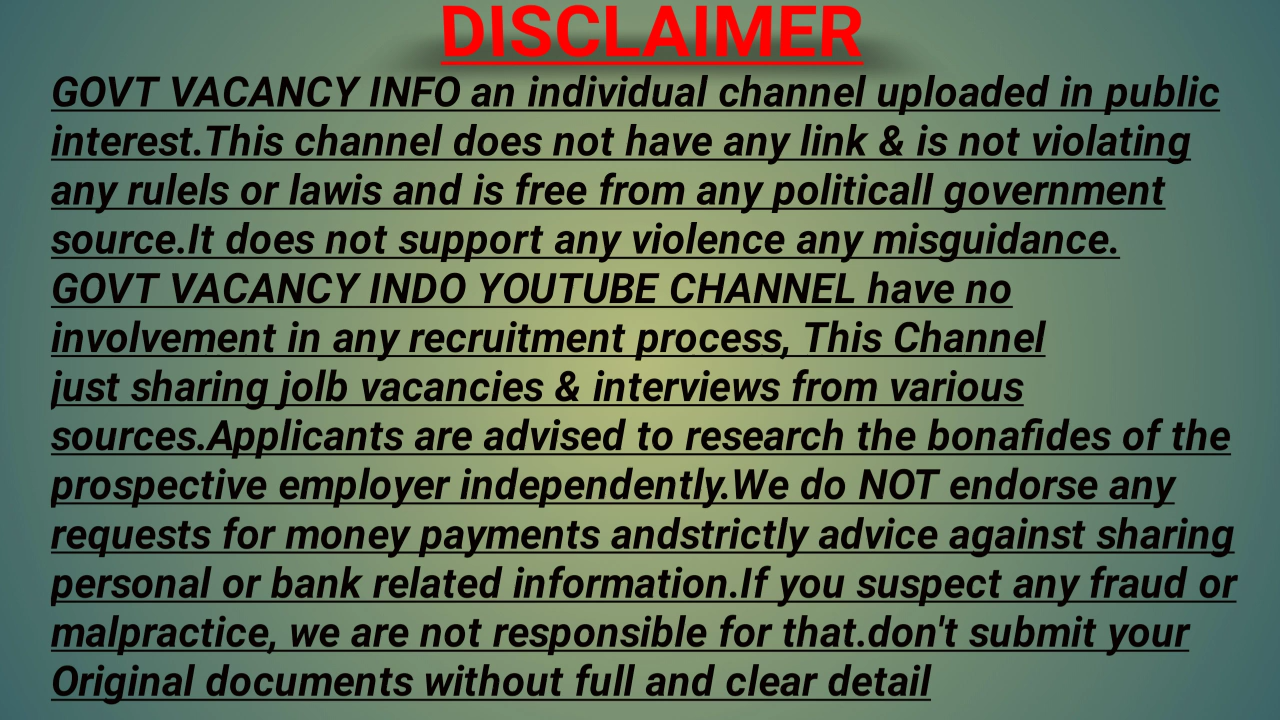 DISCLAIMER
GOVT VACANCY INFO an individual channel uploaded in public
interest.This channel does not have any link & is not violating
any rulels or lawis and is free from any politicall government
source.It does not support any violence any misguidance.
GOVT VACANCY INDO YOUTUBE CHANNEL have no
involvement in any recruitment process, This Channel
just sharing jolb vacancies & interviews from various
sources.Applicants are advised to research the bonafides of the
prospective employer independently.We do NOT endorse any
requests for money payments andstrictly advice against sharing
personal or bank related information.If you suspect any fraud or
malpractice, we are not responsible for that.don't submit your
Original documents without full and clear detail